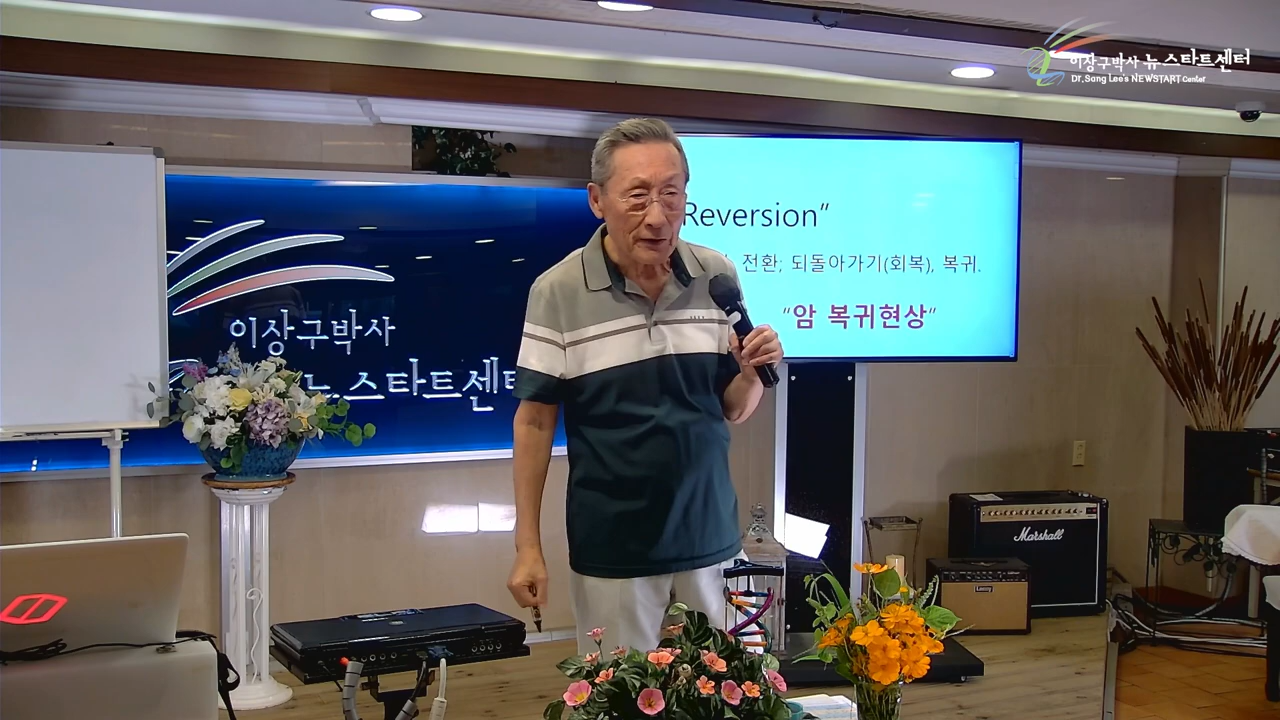 이상구박사 뉴스타트센터
Dr. Sang Lee's NEWSTART Center
Reversion”
전환; 되돌아가기(회복), 복귀.
“암 복귀현상”
이상구박사
뉴스타트센터
Marshall
Laney